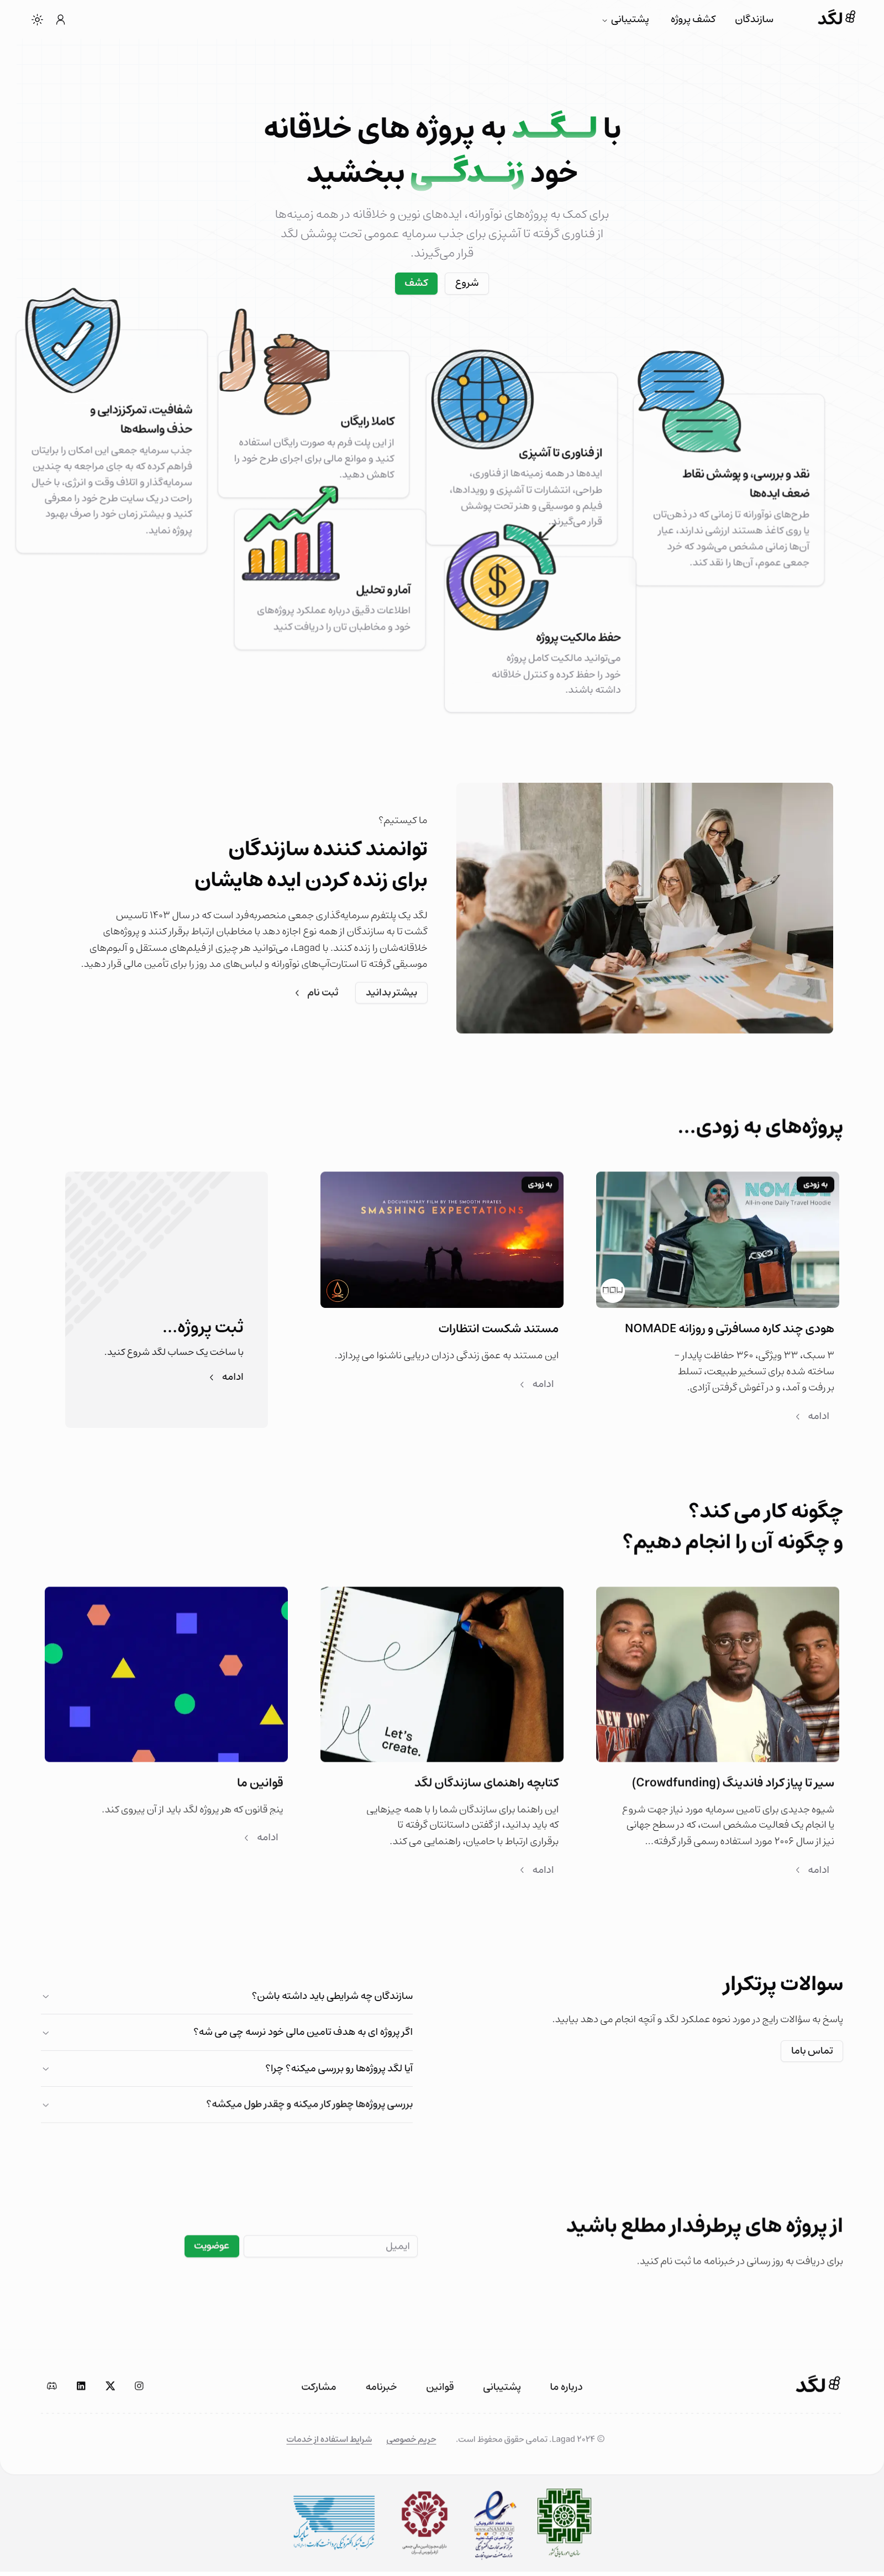 لگد
سازندگان
کشف پروژه
پشتیبانی
با لـــگـــد به پروژه های خلاقانه
خود زنـــدگـــی ببخشید
برای کمک به پروژه‌های نوآورانه، ایده‌های نوین و خلاقانه در همه زمینه‌ها
از فناوری گرفته تا آشپزی برای جذب سرمایه عمومی تحت پوشش لگد
قرار می‌گیرند.
شروع
کشف
نقد و بررسی، و پوشش نقاط
ضعف ایده‌ها
طرح‌های نوآورانه تا زمانی که در ذهن‌تان
یا روی کاغذ هستند ارزشی ندارند، عیار
آن‌ها زمانی مشخص می‌شود که خرد
جمعی عموم، آن‌ها را نقد کند.
از فناوری تا آشپزی
ایده‌ها در همه زمینه‌ها از فناوری،
طراحی، انتشارات تا آشپزی و رویدادها،
فیلم و موسیقی و هنر تحت پوشش
قرار می‌گیرند.
کاملا رایگان
از این پلت فرم به صورت رایگان استفاده
کنید و موانع مالی برای اجرای طرح خود را
کاهش دهید.
شفافیت، تمرکززدایی و
حذف واسطه‌ها
جذب سرمایه جمعی این امکان را برایتان
فراهم کرده که به جای مراجعه به چندین
سرمایه‌گذار و اتلاف وقت و انرژی، با خیال
راحت در یک سایت طرح خود را معرفی
کنید و بیشتر زمان خود را صرف بهبود
پروژه نماید.
حفظ مالکیت پروژه
می‌توانید مالکیت کامل پروژه
خود را حفظ کرده و کنترل خلاقانه
داشته باشند.
آمار و تحلیل
اطلاعات دقیق درباره عملکرد پروژه‌های
خود و مخاطبان تان را دریافت کنید
ما کیستیم؟
توانمند کننده سازندگان
برای زنده کردن ایده هایشان
لگد یک پلتفرم سرمایه‌گذاری جمعی منحصربه‌فرد است که در سال ۱۴۰۳ تاسیس
گشت تا به سازندگان از همه نوع اجازه دهد با مخاطبان ارتباط برقرار کنند و پروژه‌های
خلاقانه‌شان را زنده کنند. با Lagad، می‌توانید هر چیزی از فیلم‌های مستقل و آلبوم‌های
موسیقی گرفته تا استارت‌آپ‌های نوآورانه و لباس‌های مد روز را برای تأمین مالی قرار دهید.
بیشتر بدانید
ثبت نام
پروژه‌های به زودی...
به زودی
NOMADE
All-in-one Daily Travel Hoodie
هودی چند کاره مسافرتی و روزانه NOMADE
۳ سبک، ۳۳ ویژگی، ۳۶۰ حفاظت پایدار -
ساخته شده برای تسخیر طبیعت، تسلط
بر رفت و آمد، و در آغوش گرفتن آزادی.
ادامه
به زودی
A DOCUMENTARY FILM BY THE SMOOTH PIRATES
SMASHING EXPECTATIONS
مستند شکست انتظارات
این مستند به عمق زندگی دزدان دریایی ناشنوا می پردازد.
ادامه
ثبت پروژه...
با ساخت یک حساب لگد شروع کنید.
ادامه
چگونه کار می کند؟
و چگونه آن را انجام دهیم؟
NEW YORK
سیر تا پیاز کراد فاندینگ (Crowdfunding)
شیوه جدیدی برای تامین سرمایه مورد نیاز جهت شروع
یا انجام یک فعالیت مشخص است، که در سطح جهانی
نیز از سال ۲۰۰۶ مورد استفاده رسمی قرار گرفته...
ادامه
Let's
create.
کتابچه راهنمای سازندگان لگد
این راهنما برای سازندگان شما را با همه چیزهایی
که باید بدانید، از گفتن داستانتان گرفته تا
برقراری ارتباط با حامیان، راهنمایی می کند.
ادامه
قوانین ما
پنج قانون که هر پروژه لگد باید از آن پیروی کند.
ادامه
سوالات پرتکرار
پاسخ به سؤالات رایج در مورد نحوه عملکرد لگد و آنچه انجام می دهد بیابید.
تماس باما
سازندگان چه شرایطی باید داشته باشن؟
اگر پروژه ای به هدف تامین مالی خود نرسه چی می شه؟
آیا لگد پروژه‌ها رو بررسی میکنه؟ چرا؟
بررسی پروژه‌ها چطور کار میکنه و چقدر طول میکشه؟
از پروژه های پرطرفدار مطلع باشید
برای دریافت به روز رسانی در خبرنامه ما ثبت نام کنید.
ایمیل
عوضویت
لگد
درباره ما
پشتیبانی
قوانین
خبرنامه
مشارکت
© ۲۰۲۴ Lagad. تمامی حقوق محفوظ است.
حریم خصوصی
شرایط استفاده از خدمات